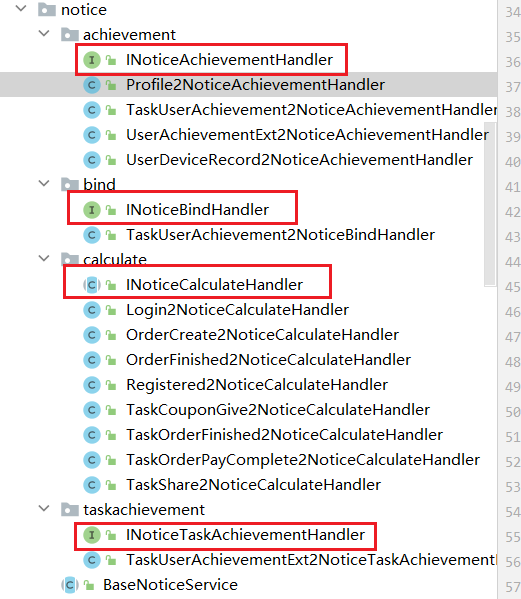 notice
34
35
achievement
36
INoticeAchievementHandler
37
Profile2NoticeAchievementHandler
38
TaskUserAchievement2NoticeAchievementHandler
39
UserAchievementExt2NoticeAchievementHandler
40
UserDeviceRecord2NoticeAchievementHandler
41
bind
42
INoticeBindHandler
43
TaskUserAchievement2NoticeBindHandler
44
calculate
45
INoticeCalculateHandler
46
Login2NoticeCalculateHandler
47
OrderCreate2NoticeCalculateHandler
48
OrderFinished2NoticeCalculateHandler
49
Registered2NoticeCalculateHandler
50
TaskCouponGive2NoticeCalculateHandler
51
TaskOrderFinished2NoticeCalculateHandler
52
TaskOrderPayComplete2NoticeCalculateHandler
53
TaskShare2NoticeCalculateHandler
54
taskachievement
55
INoticeTaskAchievementHandler
56
TaskUserAchievementExt2NoticeTaskAchievementH
57
BaseNoticeService